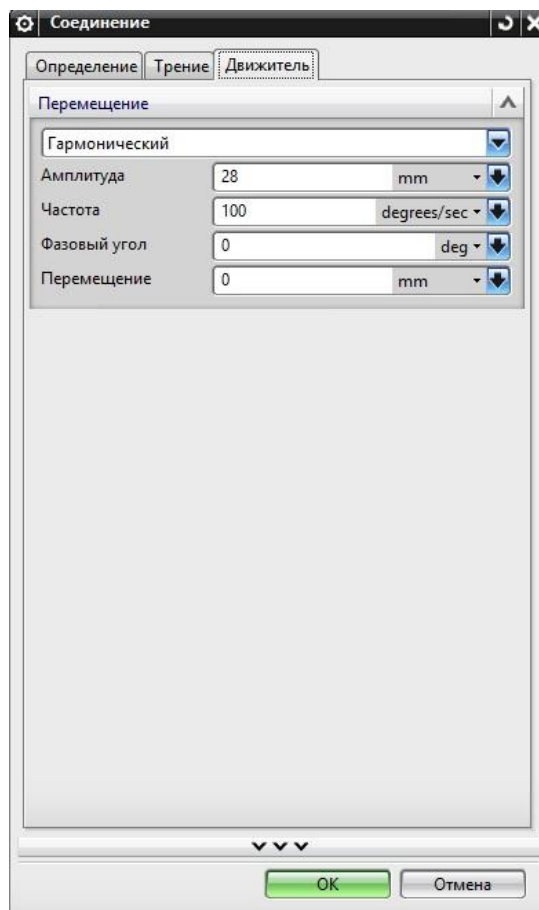 Соединение
Определение Трение Движитель
Перемещение
Гармонический
Амплитуда 28 mm
Частота 100 degrees/sec
Фазовый угол 0 deg
Перемещение 0 mm
OK Отмена